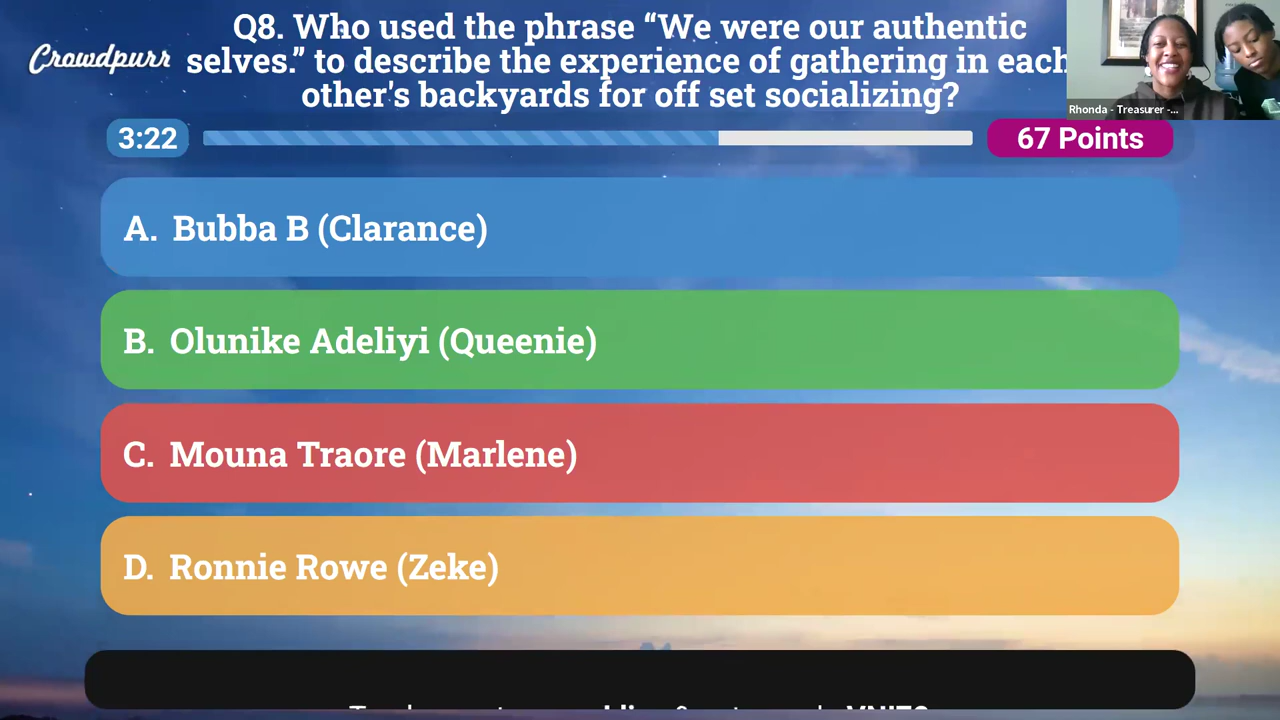 Q8. Who used the phrase “We were our authentic
Crowdpurr
selves.” to describe the experience of gathering in each
other's backyards for off set socializing?
Rhonda - Treasurer -...
3:22
67 Points
A. Bubba B (Clarance)
B. Olunike Adeliyi (Queenie)
C. Mouna Traore (Marlene)
D. Ronnie Rowe (Zeke)